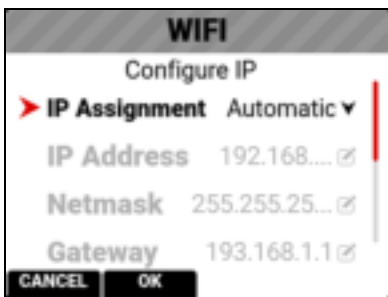 WIFI
Configure IP
IP Assignment Automatic
IP Address 192.168....
Netmask 255.255.25...
Gateway 193.168.1.1
CANCEL OK